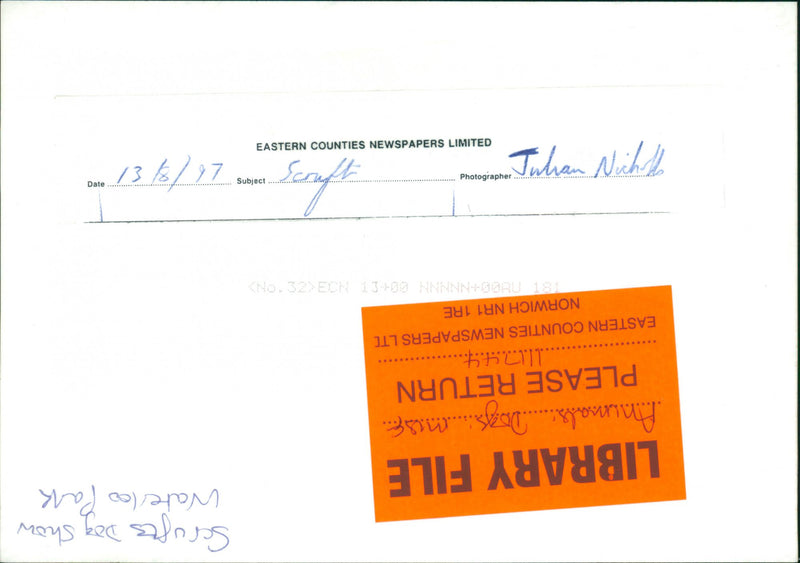 EASTERN COUNTIES NEWSPAPERS LIMITED
Date 13/8/97 Subject Scruft Photographer Julian Nicholls
<No.32>ECN 13+00 NNNNN+00AU 181
LIBRARY FILE
Animals: Dogs: misc
PLEASE RETURN
111744
EASTERN COUNTIES NEWSPAPERS LTD
NORWICH NR1 1RE
Scruffs Dog Show
Waterloo Park